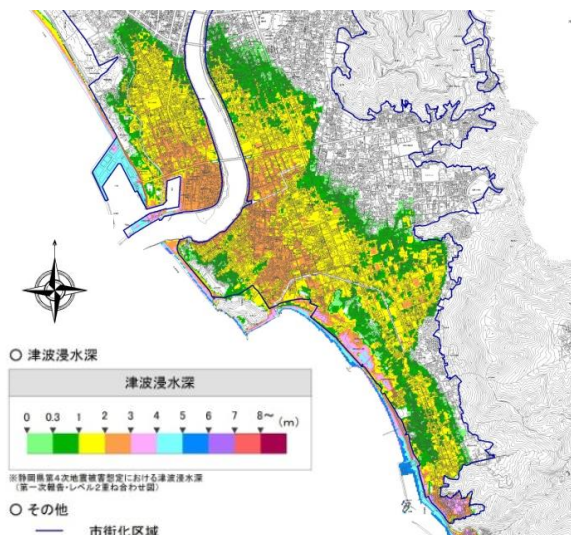 ○ 津波浸水深
津波浸水深
0 0.3 1 2 3 4 5 6 7 8~ (m)
※静岡県第4次地震被害想定における津波浸水深
(第一次報告・レベル2重ね合わせ図)
○ その他
市街化区域